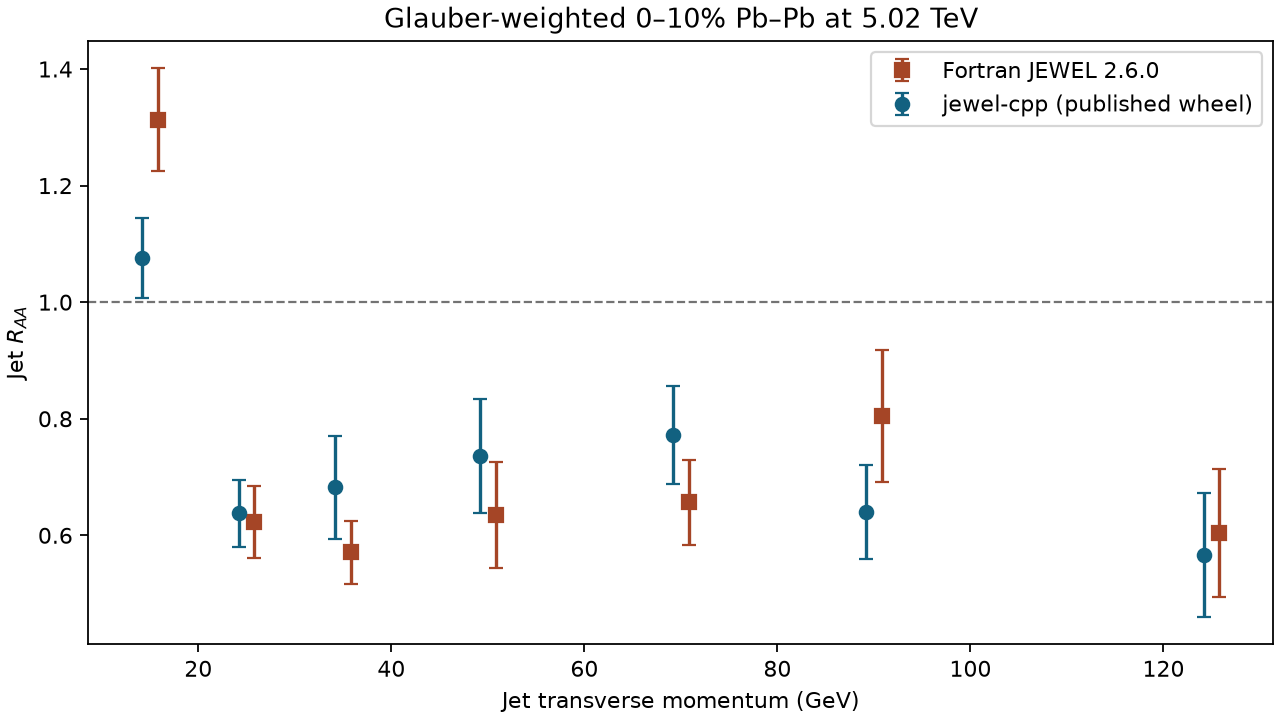 Glauber-weighted 0–10% Pb–Pb at 5.02 TeV
Fortran JEWEL 2.6.0
jewel-cpp (published wheel)
Jet R_{AA}
1.4
1.2
1.0
0.8
0.6
20 40 60 80 100 120
Jet transverse momentum (GeV)